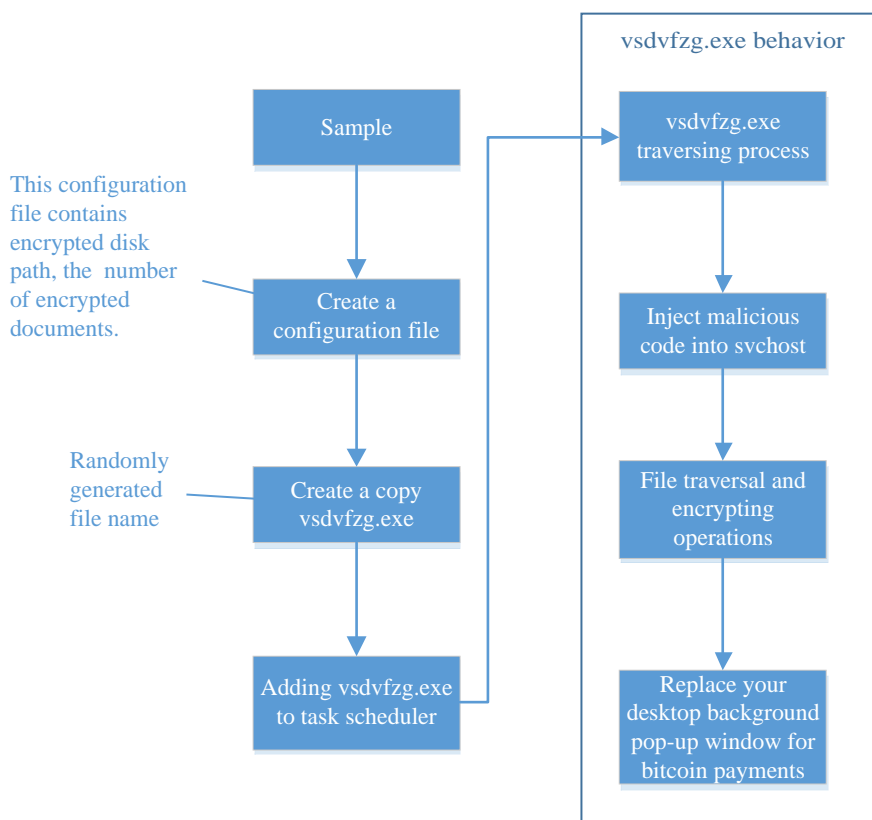 Sample
This configuration
file contains
encrypted disk
path, the number
of encrypted
documents.
Create a
configuration file
Randomly
generated
file name
Create a copy
vsdvfzg.exe
Adding vsdvfzg.exe
to task scheduler
vsdvfzg.exe behavior
vsdvfzg.exe
traversing process
Inject malicious
code into svchost
File traversal and
encrypting
operations
Replace your
desktop background
pop-up window for
bitcoin payments